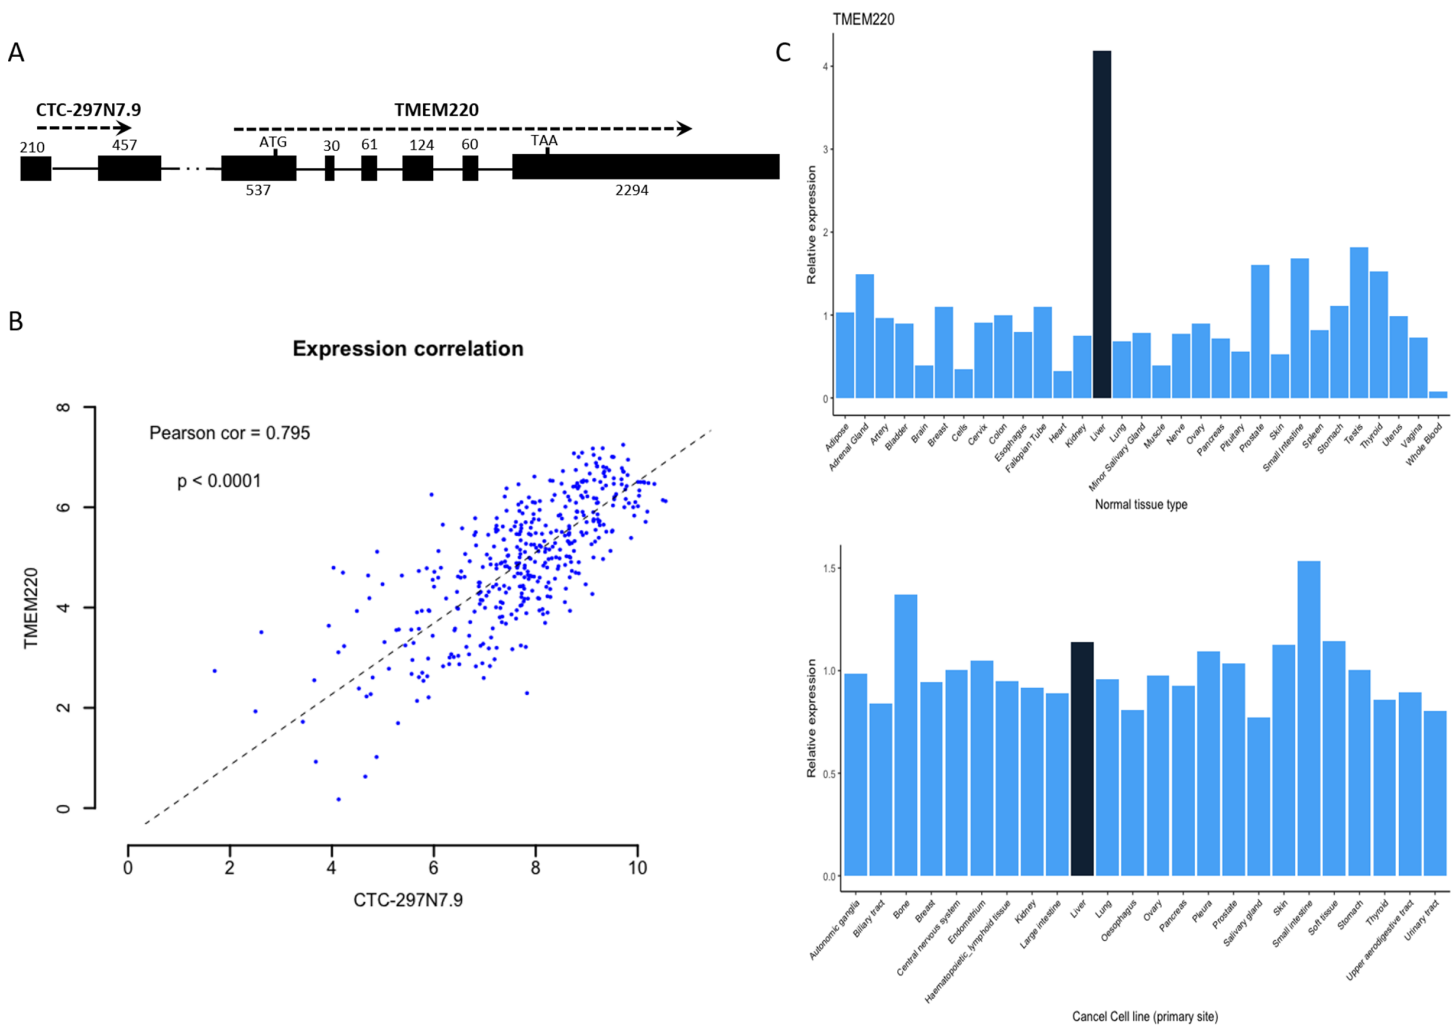 A
CTC-297N7.9
TMEM220
210
457
ATG
30
61
124
60
TAA
537
2294
B
Expression correlation
Pearson cor = 0.795
p < 0.0001
TMEM220
8
6
4
2
0
0
2
4
6
8
10
CTC-297N7.9
C
TMEM220
Relative expression
4
3
2
1
0
Adipose
Adrenal Gland
Artery
Bladder
Brain
Breast
Cells
Cervix
Colon
Esophagus
Fallopian Tube
Heart
Kidney
Liver
Lung
Minor Salivary Gland
Muscle
Nerve
Ovary
Pancreas
Pituitary
Prostate
Skin
Small Intestine
Spleen
Stomach
Testis
Thyroid
Uterus
Vagina
Whole Blood
Normal tissue type
Relative expression
1.5
1.0
0.5
0.0
Autonomic ganglia
Biliary tract
Bone
Breast
Central nervous system
Endometrium
Haematopoietic_lymphoid tissue
Kidney
Large intestine
Liver
Lung
Oesophagus
Ovary
Pancreas
Pleura
Prostate
Salivary gland
Skin
Small intestine
Soft tissue
Stomach
Thyroid
Upper aerodigestive tract
Urinary tract
Cancel Cell line (primary site)